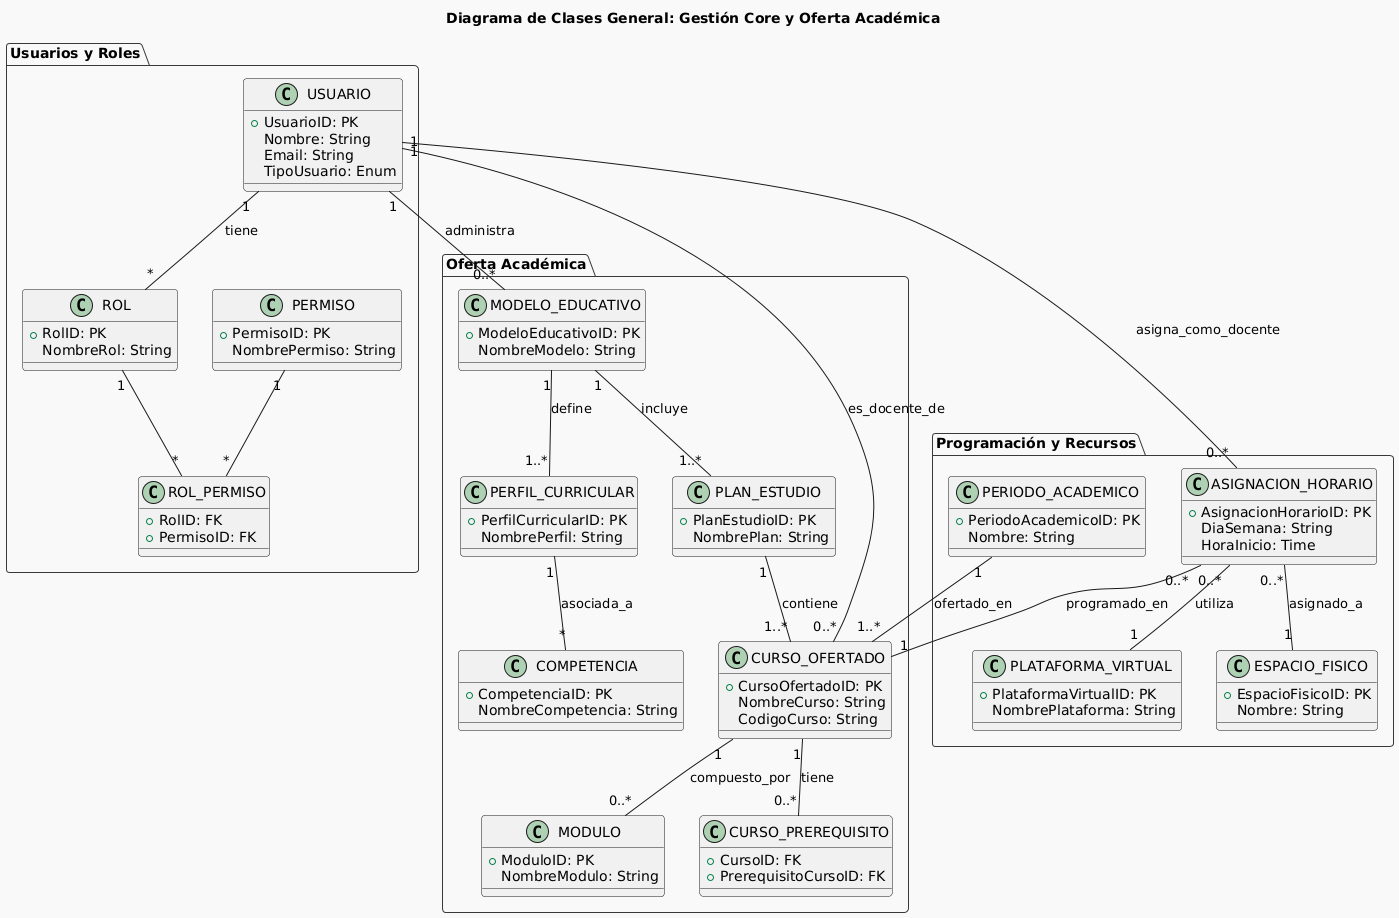 Diagrama de Clases General: Gestión Core y Oferta Académica
Usuarios y Roles
C USUARIO
UsuarioID: PK
Nombre: String
Email: String
TipoUsuario: Enum
1
1
1
tiene
*
1
administra
0..*
C ROL
RolID: PK
NombreRol: String
C PERMISO
PermisoID: PK
NombrePermiso: String
1
*
1
*
C ROL_PERMISO
RolID: FK
PermisoID: FK
Oferta Académica
C MODELO_EDUCATIVO
ModeloEducativoID: PK
NombreModelo: String
1
define
1..*
1
incluye
1..*
es_docente_de
asigna_como_docente
C PERFIL_CURRICULAR
PerfilCurricularID: PK
NombrePerfil: String
C PLAN_ESTUDIO
PlanEstudioID: PK
NombrePlan: String
1
asociada_a
*
1
contiene
1..*
0..*
C COMPETENCIA
CompetenciaID: PK
NombreCompetencia: String
C CURSO_OFERTADO
CursoOfertadoID: PK
NombreCurso: String
CodigoCurso: String
1
compuesto_por
0..*
1
tiene
0..*
C MODULO
ModuloID: PK
NombreModulo: String
C CURSO_PREREQUISITO
CursoID: FK
PrerequisitoCursoID: FK
Programación y Recursos
0..*
C PERIODO_ACADEMICO
PeriodoAcademicoID: PK
Nombre: String
C ASIGNACION_HORARIO
AsignacionHorarioID: PK
DiaSemana: String
HoraInicio: Time
1
ofertado_en
1..*
0..*
programado_en
1
0..*
utiliza
1
0..*
asignado_a
1
C PLATAFORMA_VIRTUAL
PlataformaVirtualID: PK
NombrePlataforma: String
C ESPACIO_FISICO
EspacioFisicoID: PK
Nombre: String